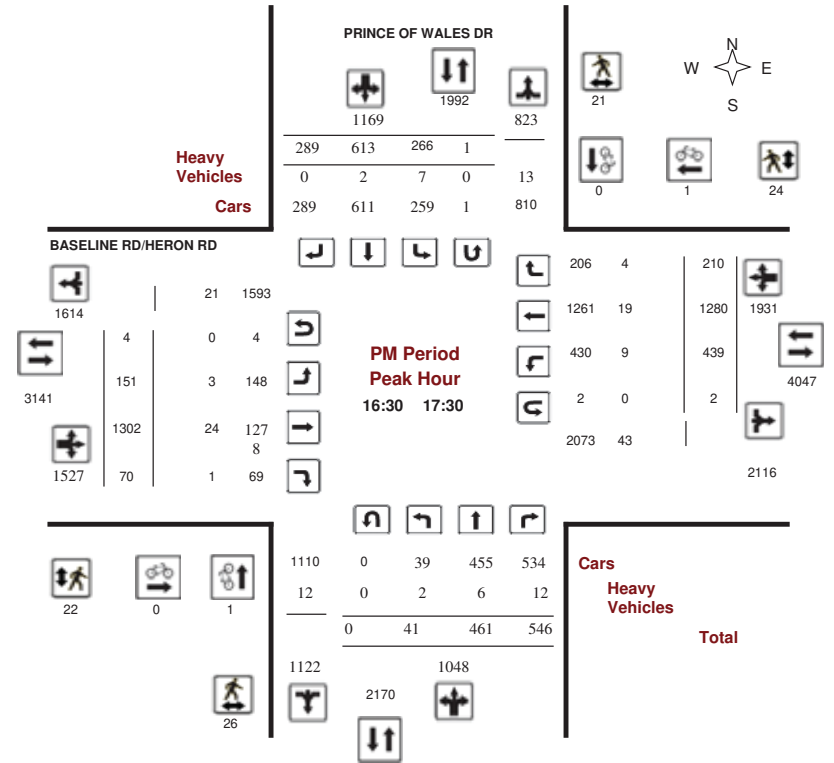 PRINCE OF WALES DR
N
W E
S
1992
21
1169 823
289 613 266 1
Heavy
Vehicles
0 2 7 0 13
Cars
289 611 259 1 810
0 1 24
BASELINE RD/HERON RD
1614
21 1593
206 4 210
4 0 4
1261 19 1280 1931
3141
151 3 148
PM Period
Peak Hour
16:30 17:30
430 9 439
4047
2 0 2
1302 24 127
8
2073 43
1527 70 1 69
2116
1110 0 39 455 534
Cars
12 0 2 6 12
Heavy
Vehicles
22 0 1
0 41 461 546
Total
1122 2170 1048
26